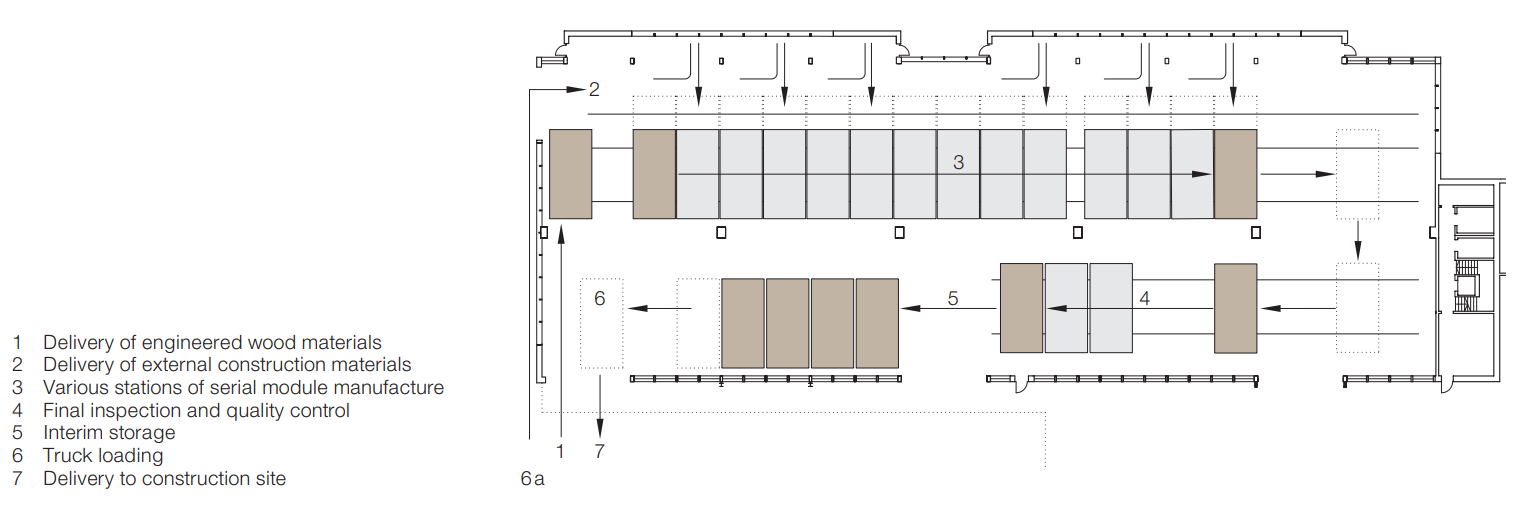 2
3
6
5
4
1 Delivery of engineered wood materials
2 Delivery of external construction materials
3 Various stations of serial module manufacture
4 Final inspection and quality control
5 Interim storage
6 Truck loading
7 Delivery to construction site
1
7
6a